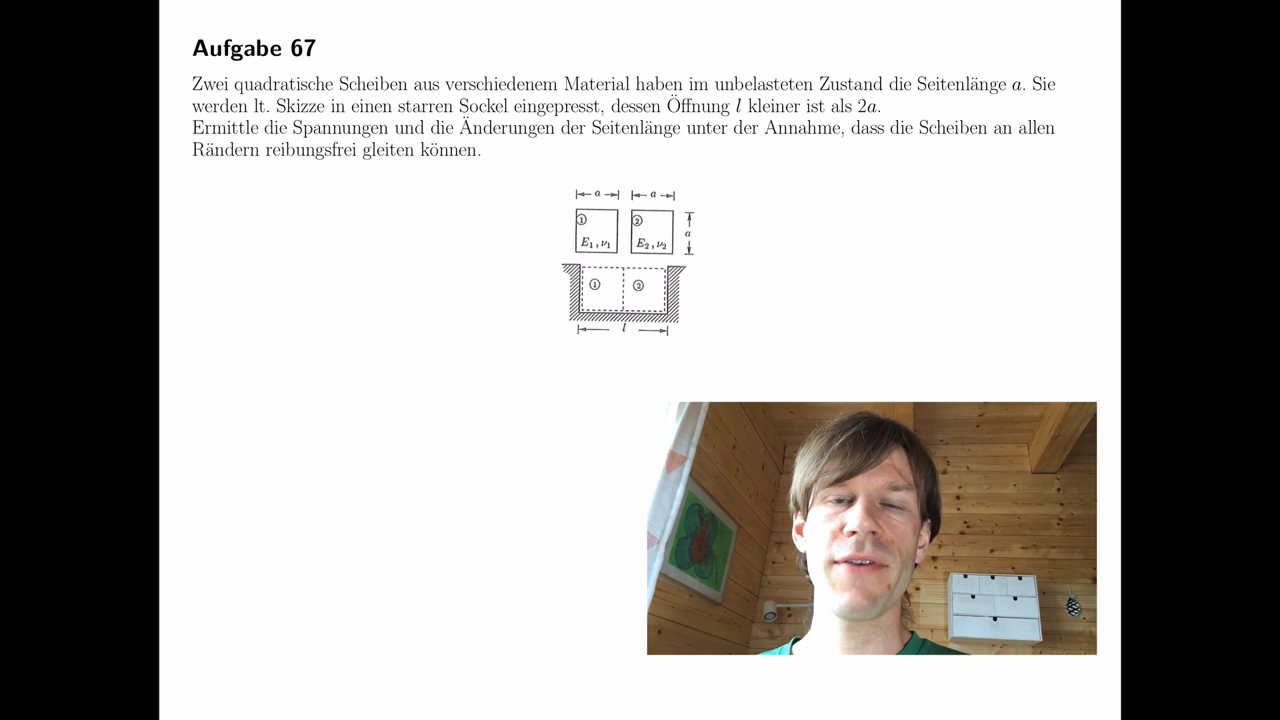 Aufgabe 67
Zwei quadratische Scheiben aus verschiedenem Material haben im unbelasteten Zustand die Seitenlänge a. Sie
werden lt. Skizze in einen starren Sockel eingepresst, dessen Öffnung l kleiner ist als 2a.
Ermittle die Spannungen und die Änderungen der Seitenlänge unter der Annahme, dass die Scheiben an allen
Rändern reibungsfrei gleiten können.
a a
① ②
a
E₁, ν₁ E₂, ν₂
① ②
l